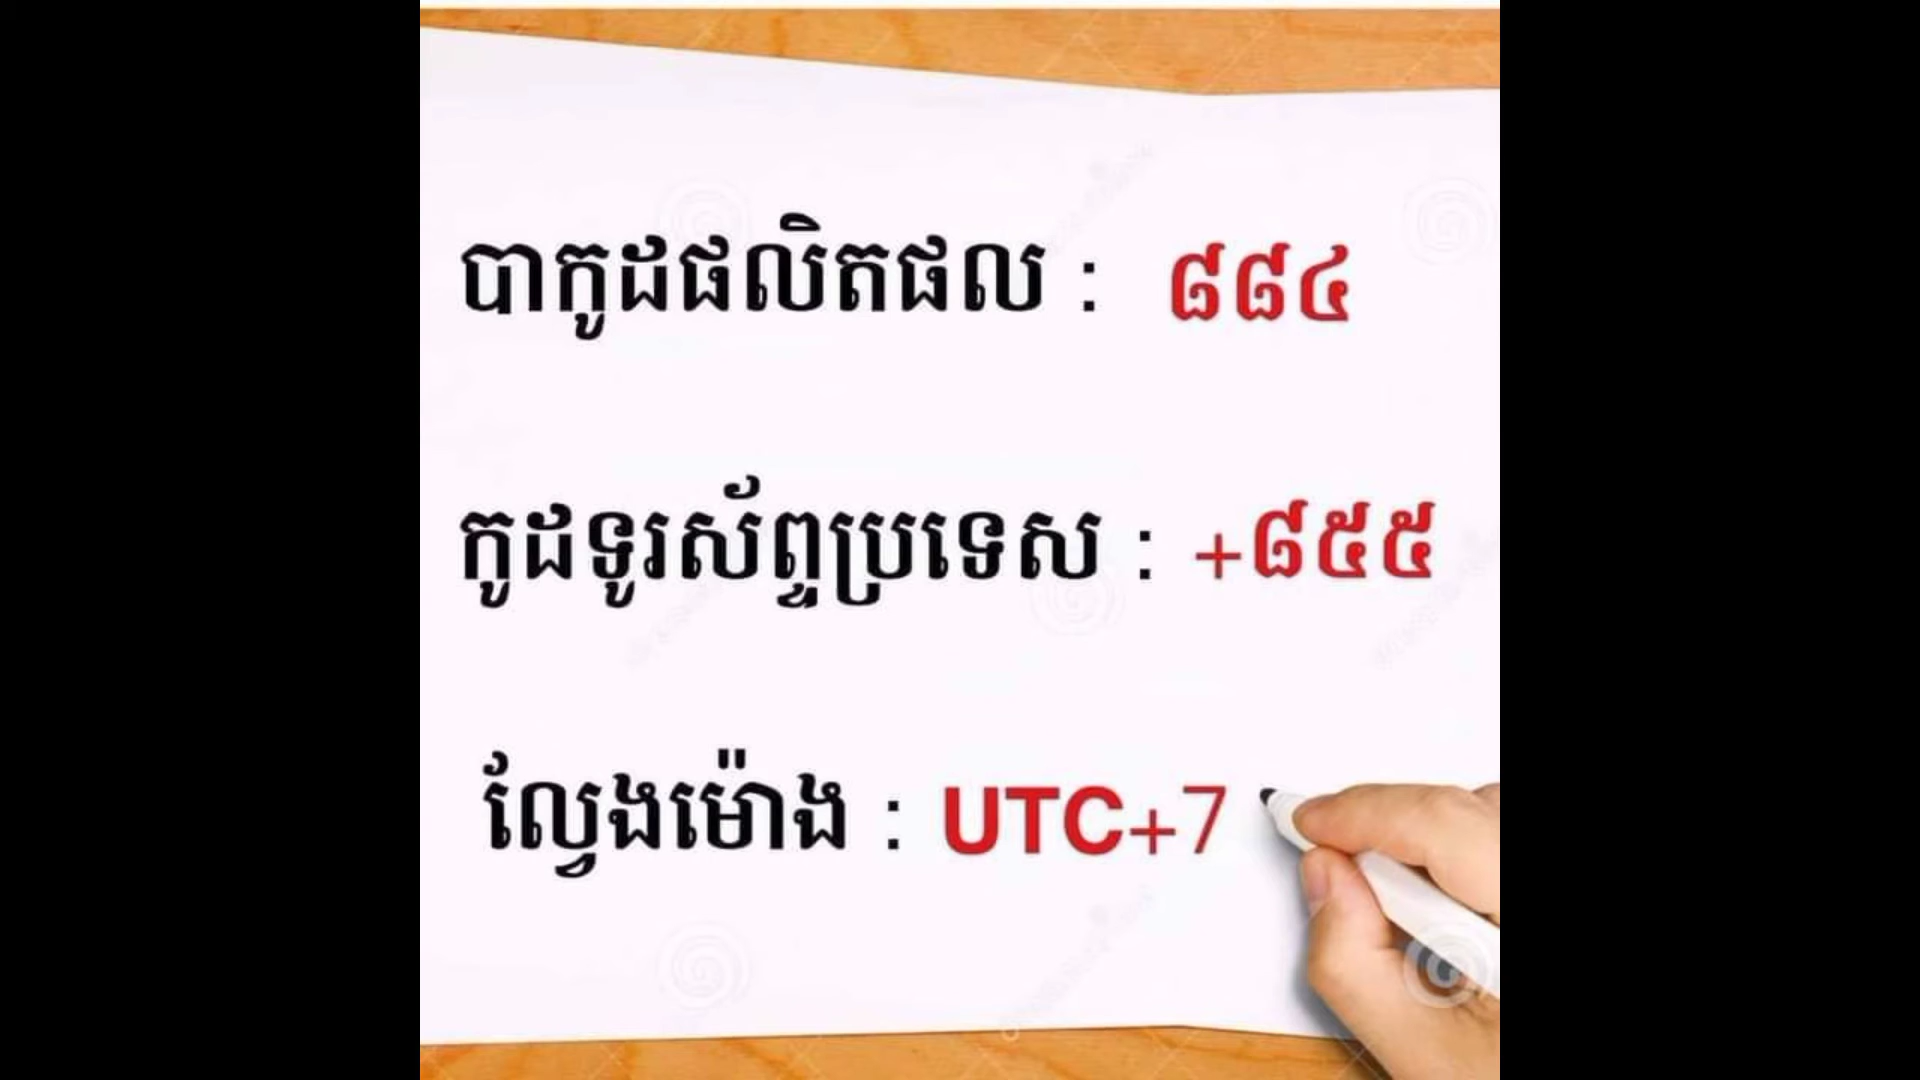 បាកូដផលិតផល : ៨៨៤
កូដទូរស័ព្ទប្រទេស : +៨៥៥
ល្វែងម៉ោង : UTC+7